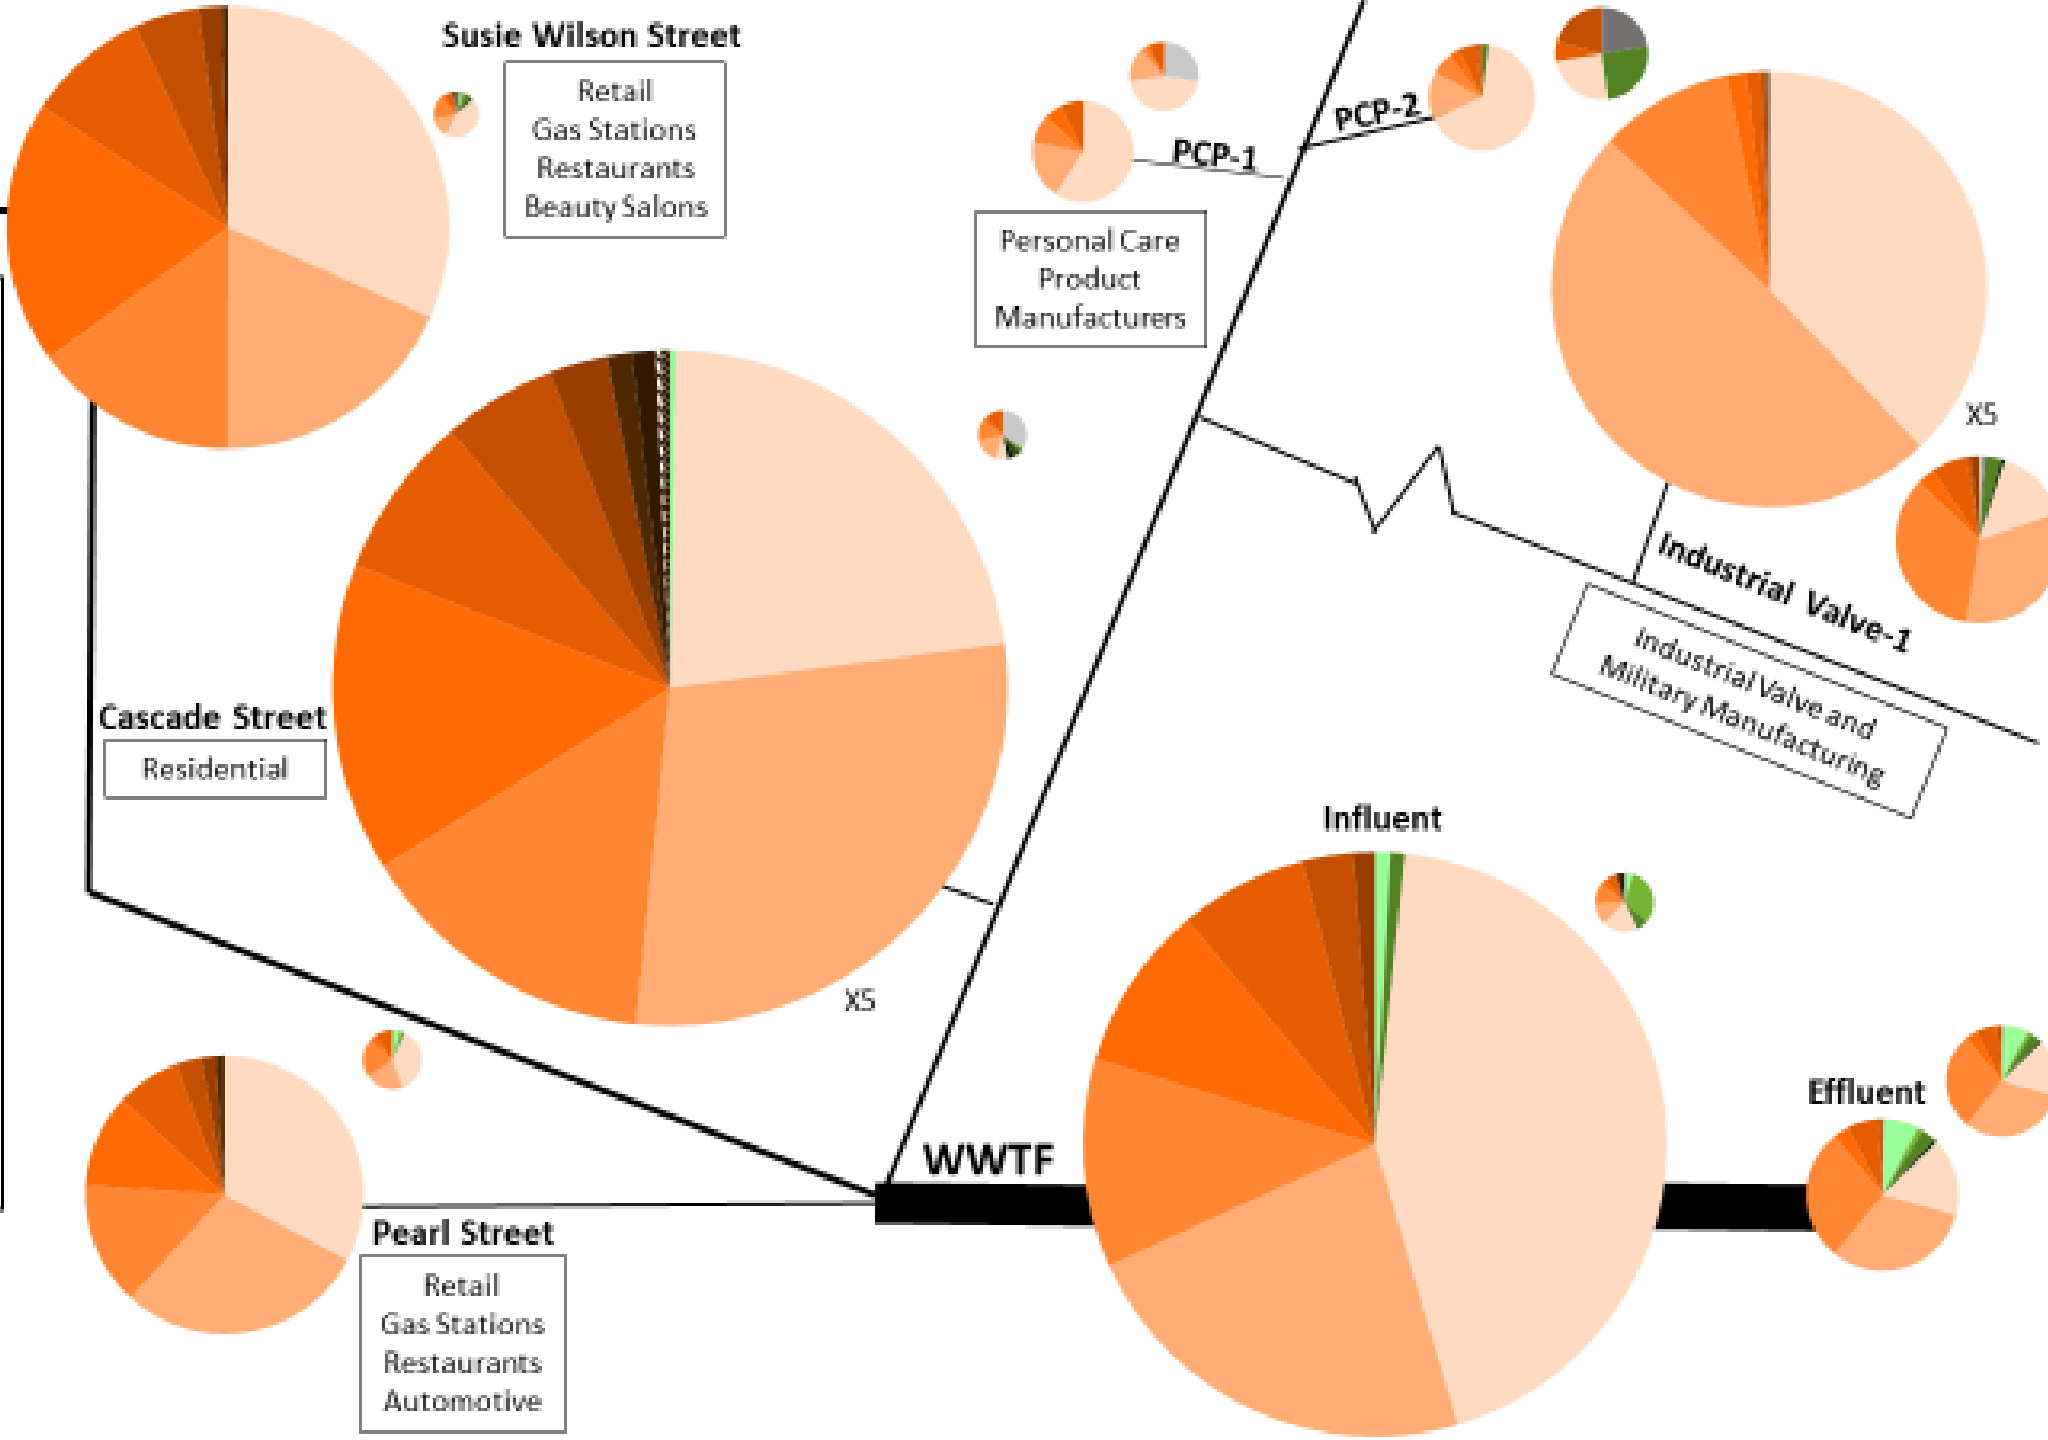 Susie Wilson Street
Retail
Gas Stations
Restaurants
Beauty Salons
PCP-1
PCP-2
Personal Care
Product
Manufacturers
X5
Industrial Valve-1
Industrial Valve and
Military Manufacturing
Cascade Street
Residential
X5
Influent
Effluent
WWTF
Pearl Street
Retail
Gas Stations
Restaurants
Automotive